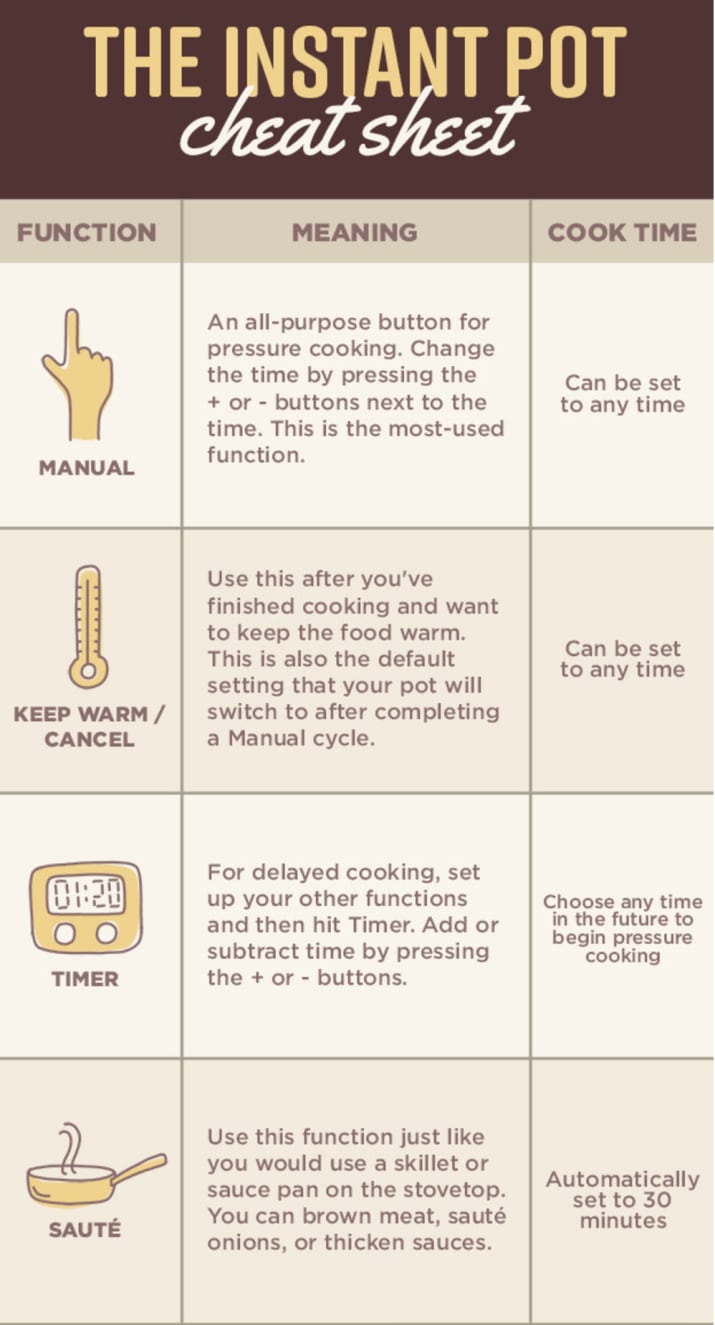 THE INSTANT POT
cheat sheet
FUNCTION
MEANING
COOK TIME
MANUAL
An all-purpose button for
pressure cooking. Change
the time by pressing the
+ or - buttons next to the
time. This is the most-used
function.
Can be set
to any time
KEEP WARM /
CANCEL
Use this after you've
finished cooking and want
to keep the food warm.
This is also the default
setting that your pot will
switch to after completing
a Manual cycle.
Can be set
to any time
01:20
TIMER
For delayed cooking, set
up your other functions
and then hit Timer. Add or
subtract time by pressing
the + or - buttons.
Choose any time
in the future to
begin pressure
cooking
SAUTÉ
Use this function just like
you would use a skillet or
sauce pan on the stovetop.
You can brown meat, sauté
onions, or thicken sauces.
Automatically
set to 30
minutes